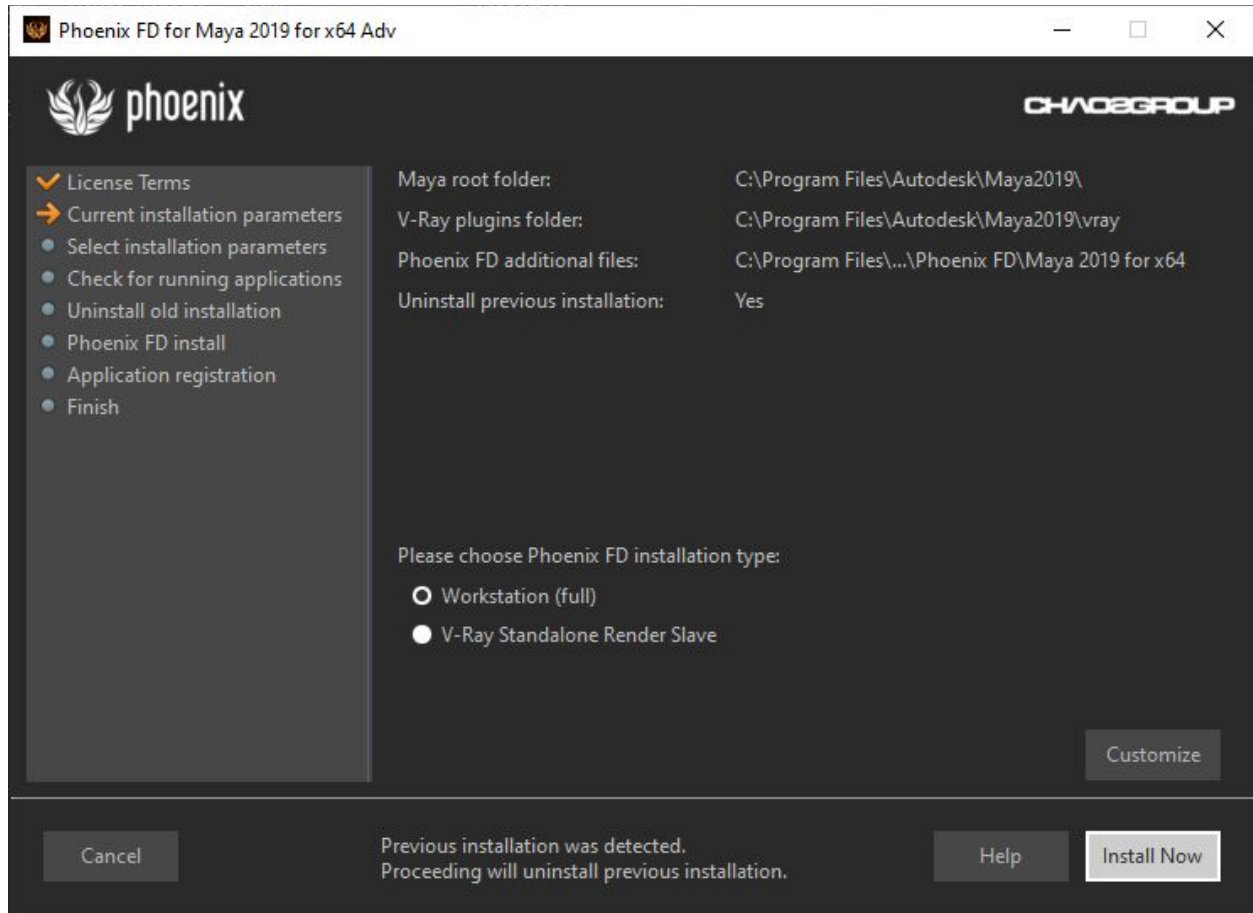 Phoenix FD for Maya 2019 for x64 Adv
phoenix
CHAOSGROUP
License Terms
Current installation parameters
Select installation parameters
Check for running applications
Uninstall old installation
Phoenix FD install
Application registration
Finish
Maya root folder: C:\Program Files\Autodesk\Maya2019\
V-Ray plugins folder: C:\Program Files\Autodesk\Maya2019\vray
Phoenix FD additional files: C:\Program Files\...\Phoenix FD\Maya 2019 for x64
Uninstall previous installation: Yes
Please choose Phoenix FD installation type:
Workstation (full)
V-Ray Standalone Render Slave
Customize
Cancel
Previous installation was detected.
Proceeding will uninstall previous installation.
Help
Install Now